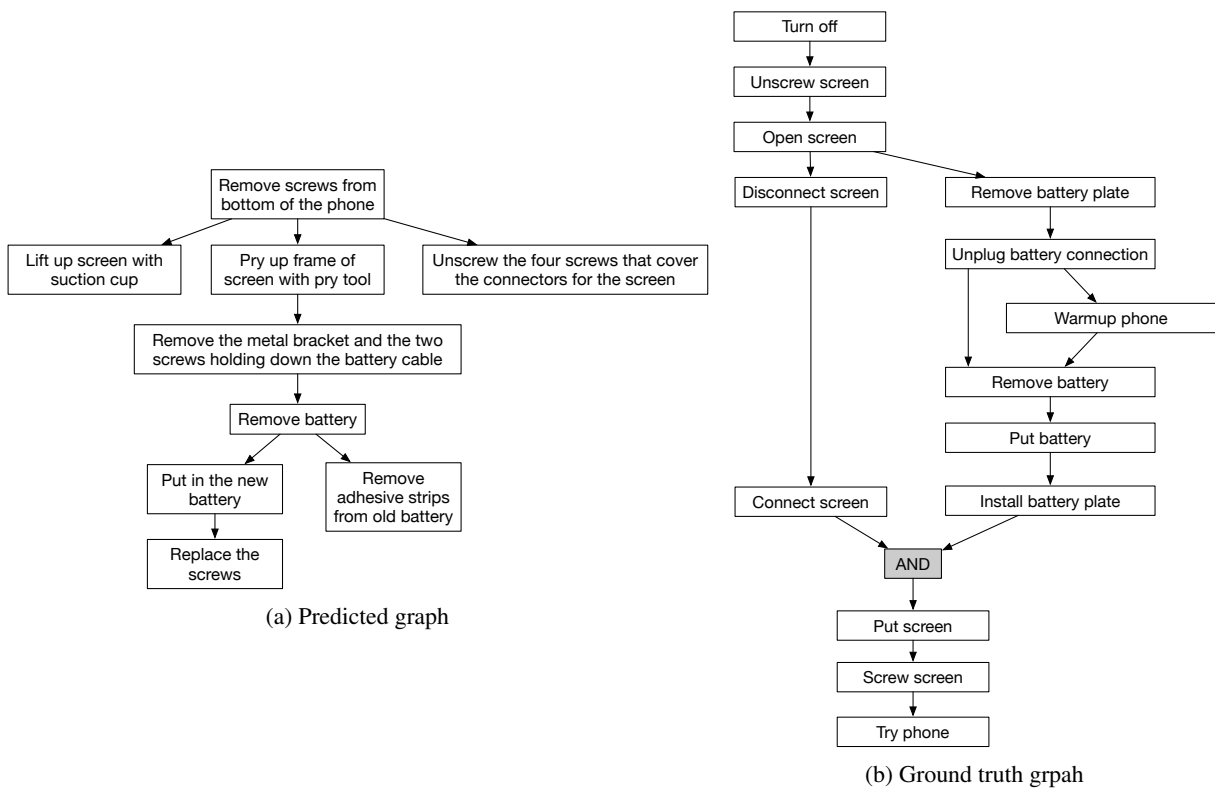 Remove screws from
bottom of the phone
Lift up screen with
suction cup
Pry up frame of
screen with pry tool
Unscrew the four screws that cover
the connectors for the screen
Remove the metal bracket and the two
screws holding down the battery cable
Remove battery
Put in the new
battery
Remove
adhesive strips
from old battery
Replace the
screws
(a) Predicted graph
Turn off
Unscrew screen
Open screen
Disconnect screen
Remove battery plate
Unplug battery connection
Warmup phone
Remove battery
Put battery
Connect screen
Install battery plate
AND
Put screen
Screw screen
Try phone
(b) Ground truth grpah